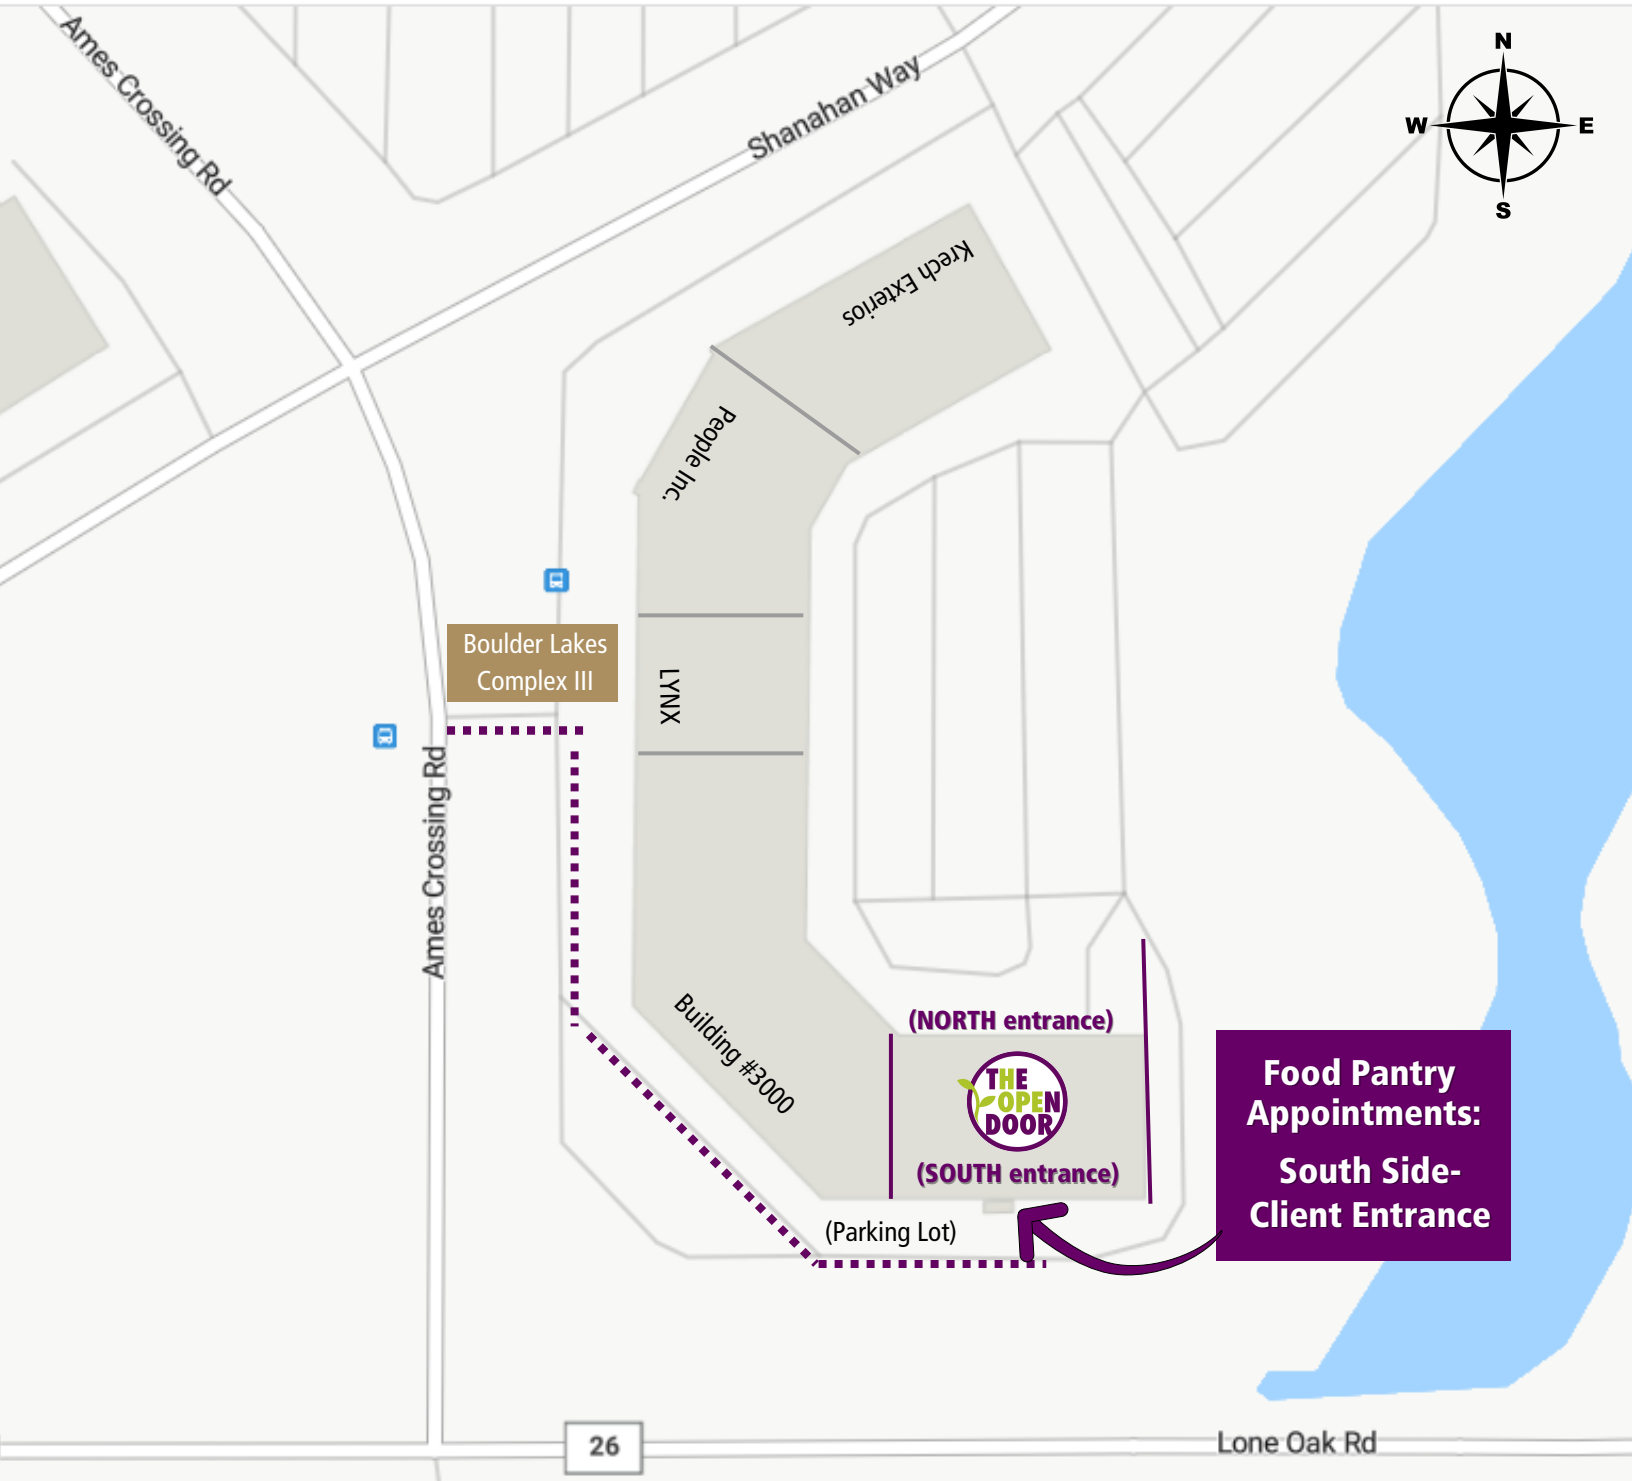 Ames Crossing Rd
Shanahan Way
N
W
E
S
Krech Exterios
People Inc.
Boulder Lakes
Complex III
LYNX
Ames Crossing Rd
Building #3000
(NORTH entrance)
THE
OPEN
DOOR
(SOUTH entrance)
(Parking Lot)
Food Pantry
Appointments:
South Side-
Client Entrance
26
Lone Oak Rd